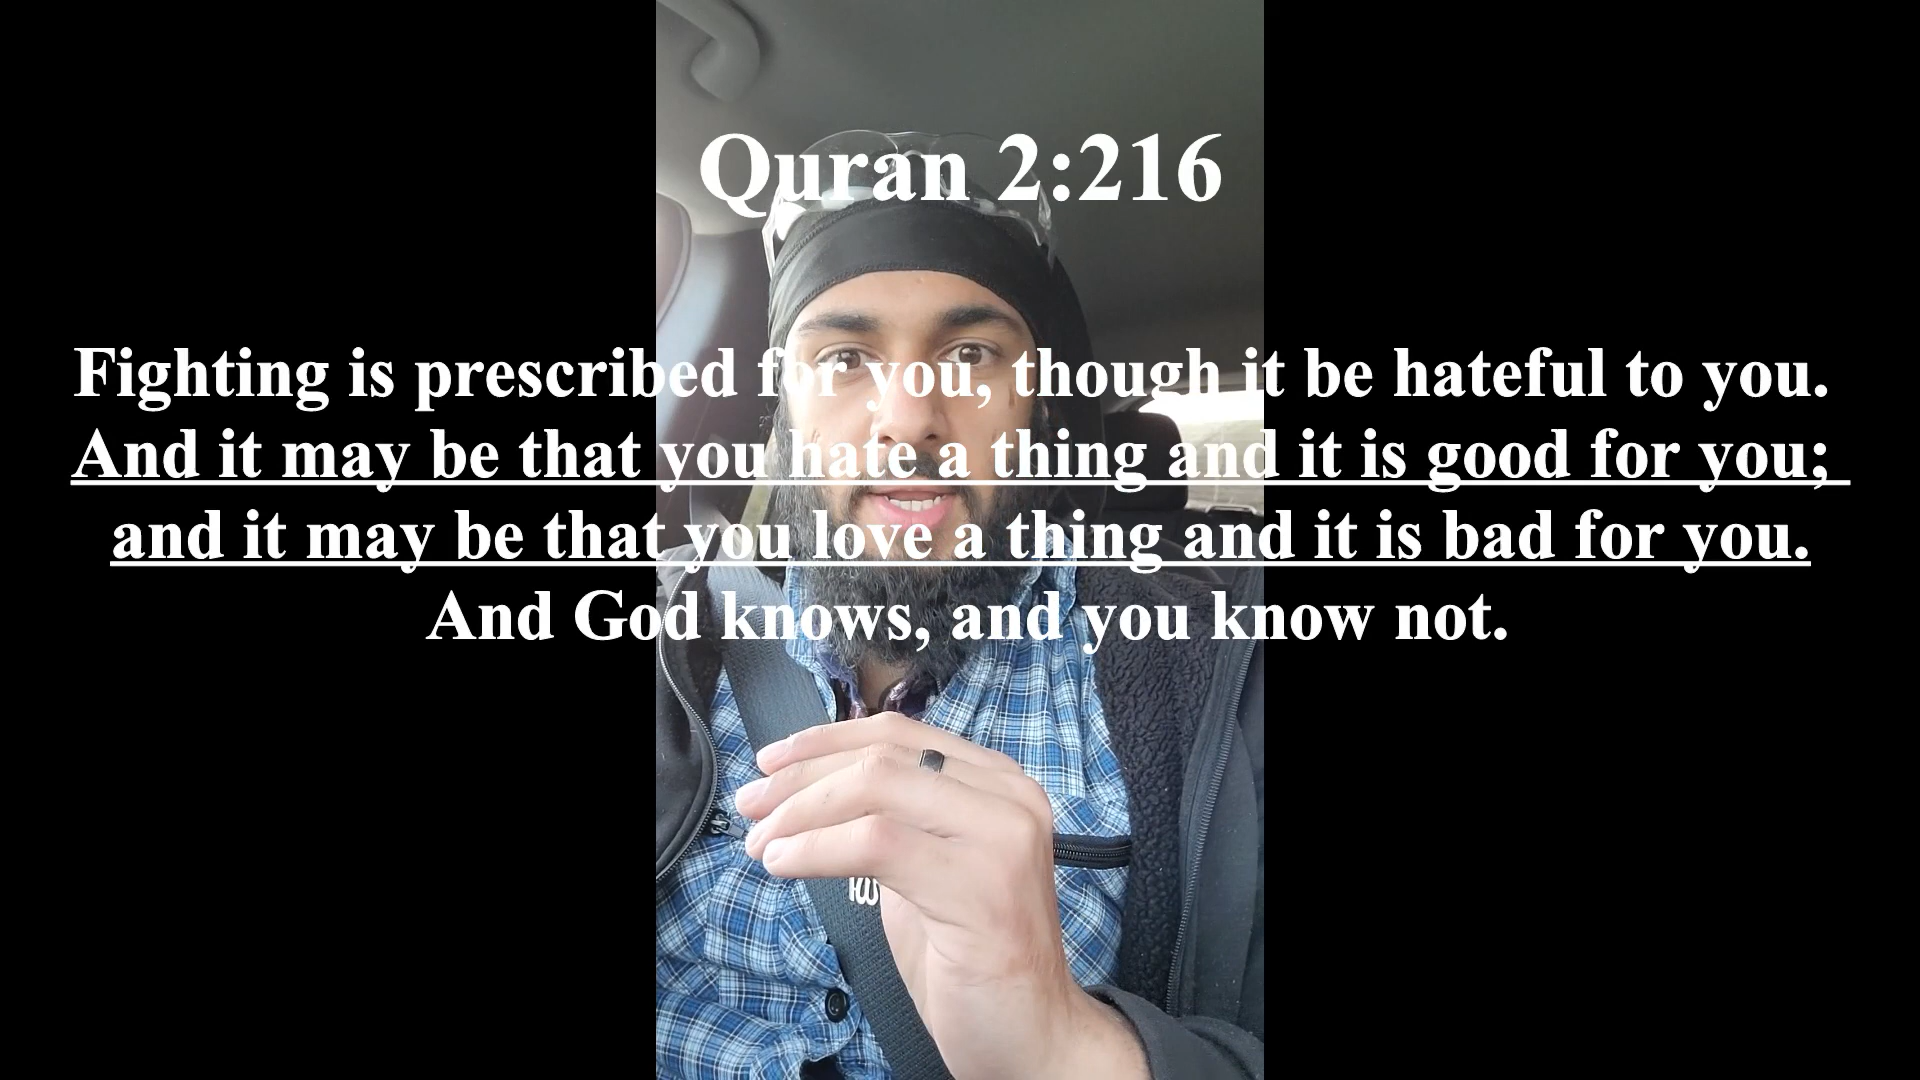 Quran 2:216
Fighting is prescribed for you, though it be hateful to you.
And it may be that you hate a thing and it is good for you;
and it may be that you love a thing and it is bad for you.
And God knows, and you know not.